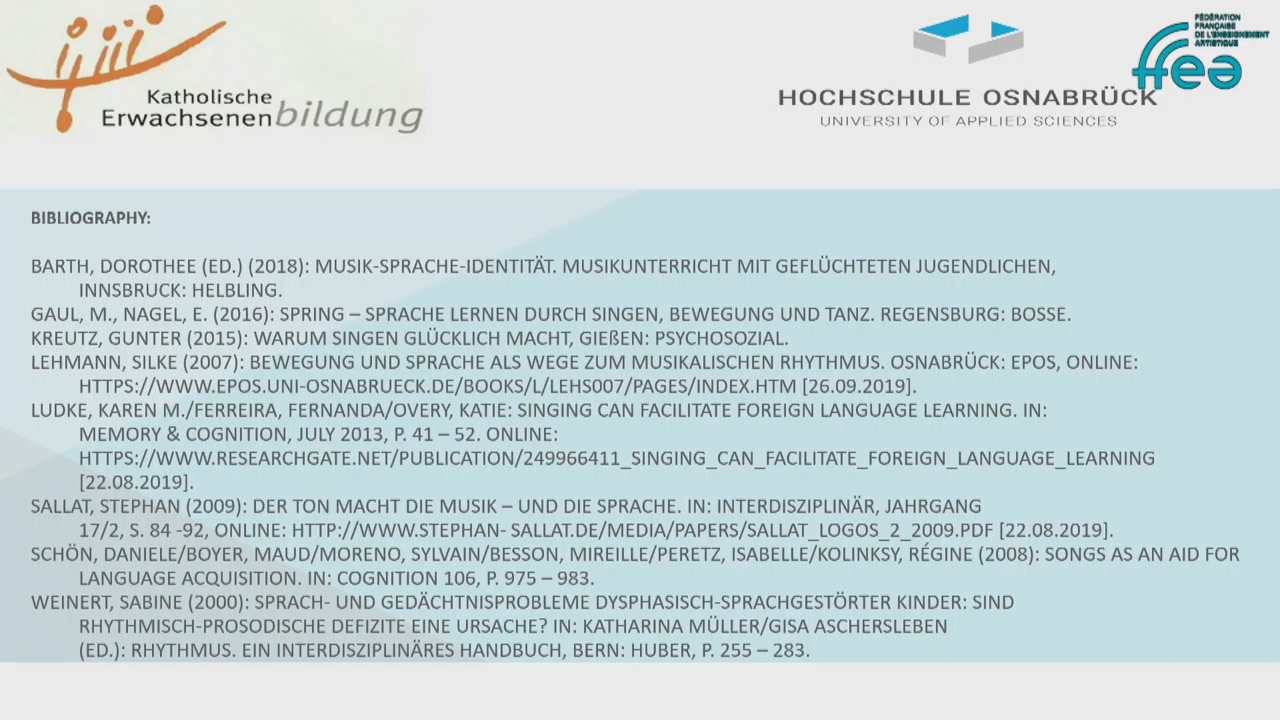 Katholische
Erwachsenenbildung
HOCHSCHULE OSNABRÜCK
UNIVERSITY OF APPLIED SCIENCES
FÉDÉRATION
FRANÇAISE
DE L'ENSEIGNEMENT
ARTISTIQUE
ffea
BIBLIOGRAPHY:
BARTH, DOROTHEE (ED.) (2018): MUSIK-SPRACHE-IDENTITÄT. MUSIKUNTERRICHT MIT GEFLÜCHTETEN JUGENDLICHEN,
INNSBRUCK: HELBLING.
GAUL, M., NAGEL, E. (2016): SPRING – SPRACHE LERNEN DURCH SINGEN, BEWEGUNG UND TANZ. REGENSBURG: BOSSE.
KREUTZ, GUNTER (2015): WARUM SINGEN GLÜCKLICH MACHT, GIEßEN: PSYCHOSOZIAL.
LEHMANN, SILKE (2007): BEWEGUNG UND SPRACHE ALS WEGE ZUM MUSIKALISCHEN RHYTHMUS. OSNABRÜCK: EPOS, ONLINE:
HTTPS://WWW.EPOS.UNI-OSNABRUECK.DE/BOOKS/L/LEHS007/PAGES/INDEX.HTM [26.09.2019].
LUDKE, KAREN M./FERREIRA, FERNANDA/OVERY, KATIE: SINGING CAN FACILITATE FOREIGN LANGUAGE LEARNING. IN:
MEMORY & COGNITION, JULY 2013, P. 41 – 52. ONLINE:
HTTPS://WWW.RESEARCHGATE.NET/PUBLICATION/249966411_SINGING_CAN_FACILITATE_FOREIGN_LANGUAGE_LEARNING
[22.08.2019].
SALLAT, STEPHAN (2009): DER TON MACHT DIE MUSIK – UND DIE SPRACHE. IN: INTERDISZIPLINÄR, JAHRGANG
17/2, S. 84 -92, ONLINE: HTTP://WWW.STEPHAN- SALLAT.DE/MEDIA/PAPERS/SALLAT_LOGOS_2_2009.PDF [22.08.2019].
SCHÖN, DANIELE/BOYER, MAUD/MORENO, SYLVAIN/BESSON, MIREILLE/PERETZ, ISABELLE/KOLINKSY, RÉGINE (2008): SONGS AS AN AID FOR
LANGUAGE ACQUISITION. IN: COGNITION 106, P. 975 – 983.
WEINERT, SABINE (2000): SPRACH- UND GEDÄCHTNISPROBLEME DYSPHASISCH-SPRACHGESTÖRTER KINDER: SIND
RHYTHMISCH-PROSODISCHE DEFIZITE EINE URSACHE? IN: KATHARINA MÜLLER/GISA ASCHERSLEBEN
(ED.): RHYTHMUS. EIN INTERDISZIPLINÄRES HANDBUCH, BERN: HUBER, P. 255 – 283.